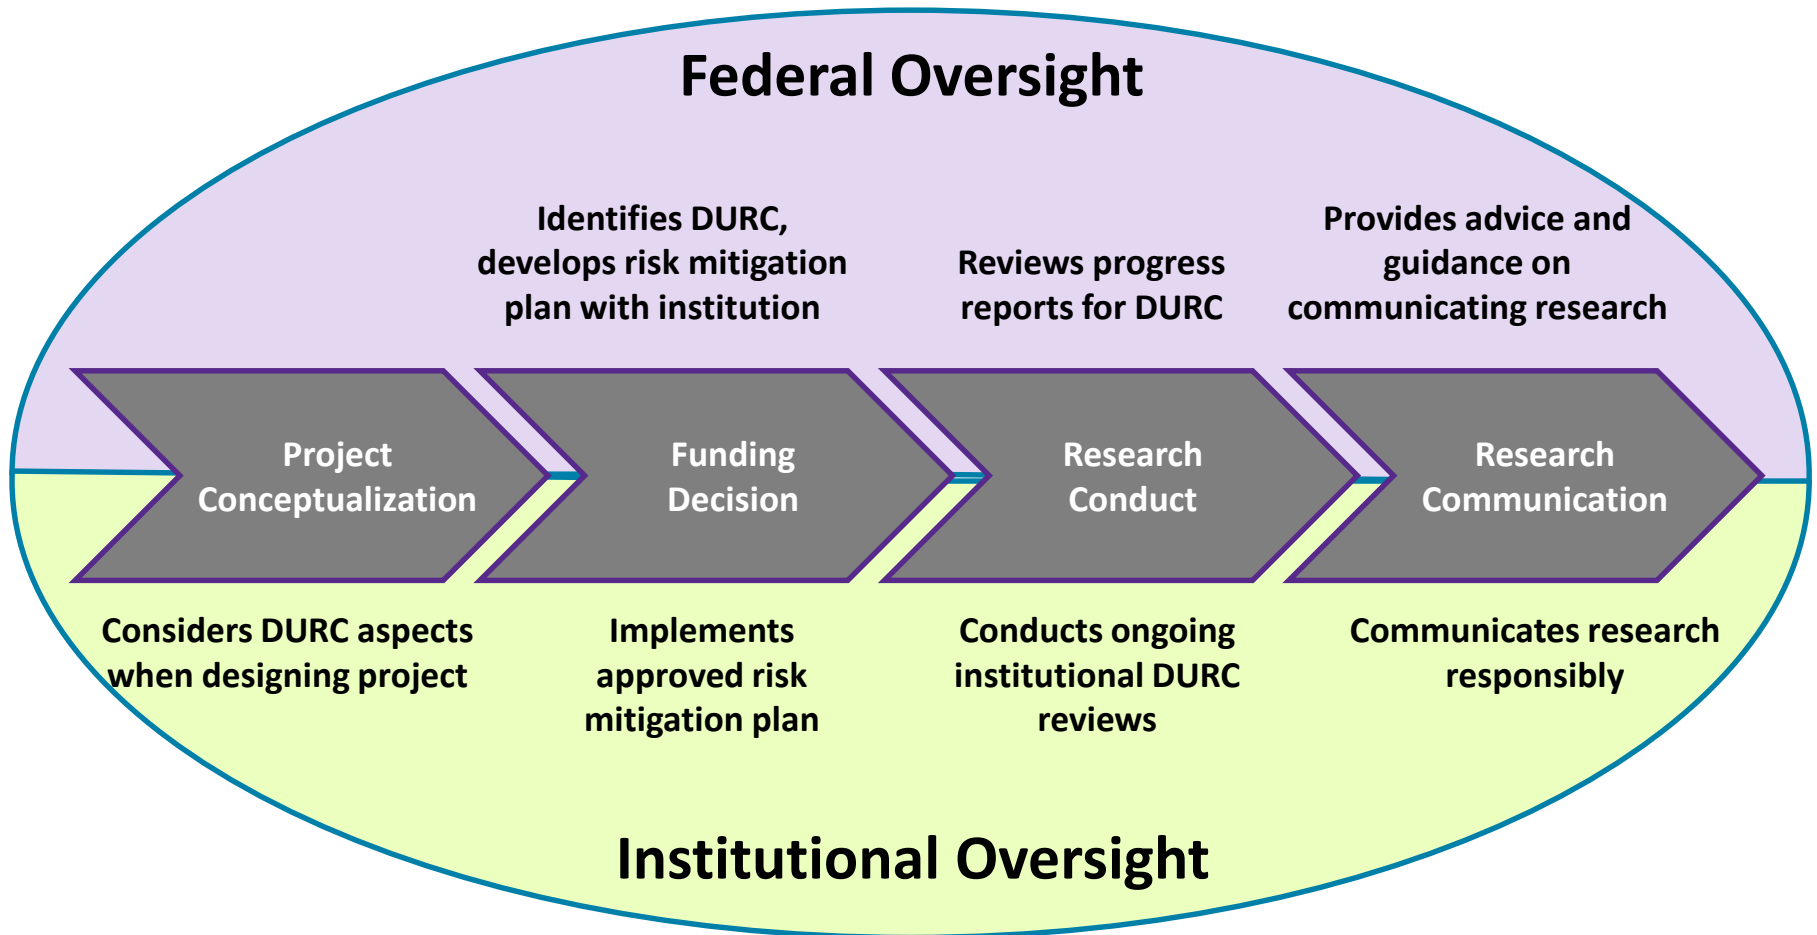 Federal Oversight
Identifies DURC,
develops risk mitigation
plan with institution
Reviews progress
reports for DURC
Provides advice and
guidance on
communicating research
Project
Conceptualization
Funding
Decision
Research
Conduct
Research
Communication
Considers DURC aspects
when designing project
Implements
approved risk
mitigation plan
Conducts ongoing
institutional DURC
reviews
Communicates research
responsibly
Institutional Oversight